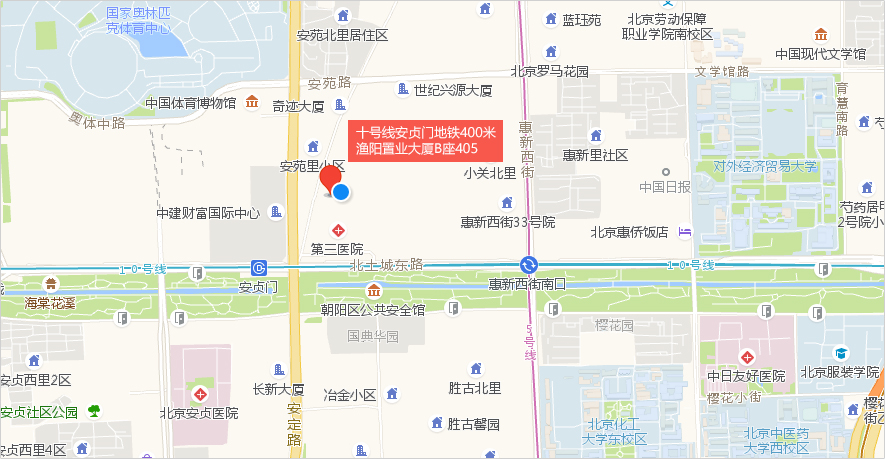 国家奥林匹
克体育中心
安苑北里居住区
蓝珏苑
北京劳动保障
职业学院南校区
中国现代文学馆
北京罗马花园
文学馆路
安苑路
世纪兴源大厦
中国体育博物馆
奇迹大厦
奥体中路
育慧南路
惠新西街
十号线安贞门地铁400米
渔阳置业大厦B座405
安苑里小区
小关北里
惠新里社区
对外经济贸易大学
中国日报
芍药居甲
2号院小
中建财富国际中心
惠新西街33号院
北京惠侨饭店
第三医院
北土城东路
10号线
10号线
安贞门
惠新西街南口
海棠花溪
朝阳区公共安全馆
国典华园
樱花园
5号线
安贞西里2区
长新大厦
胜古北里
中日友好医院
北京服装学院
冶金小区
樱花小街
安贞社区公园
北京安贞医院
安定路
胜古馨园
北京化工
大学东校区
北京中医药
大学西校区
安贞西里4区